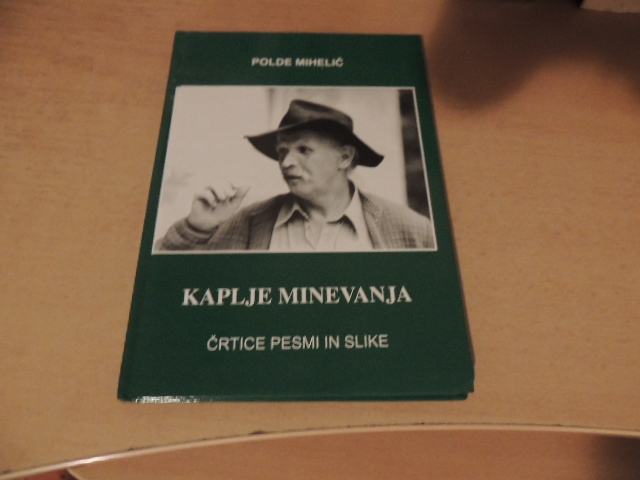 POLDE MIHELIČ
KAPLJE MINEVANJA
ČRTICE PESMI IN SLIKE